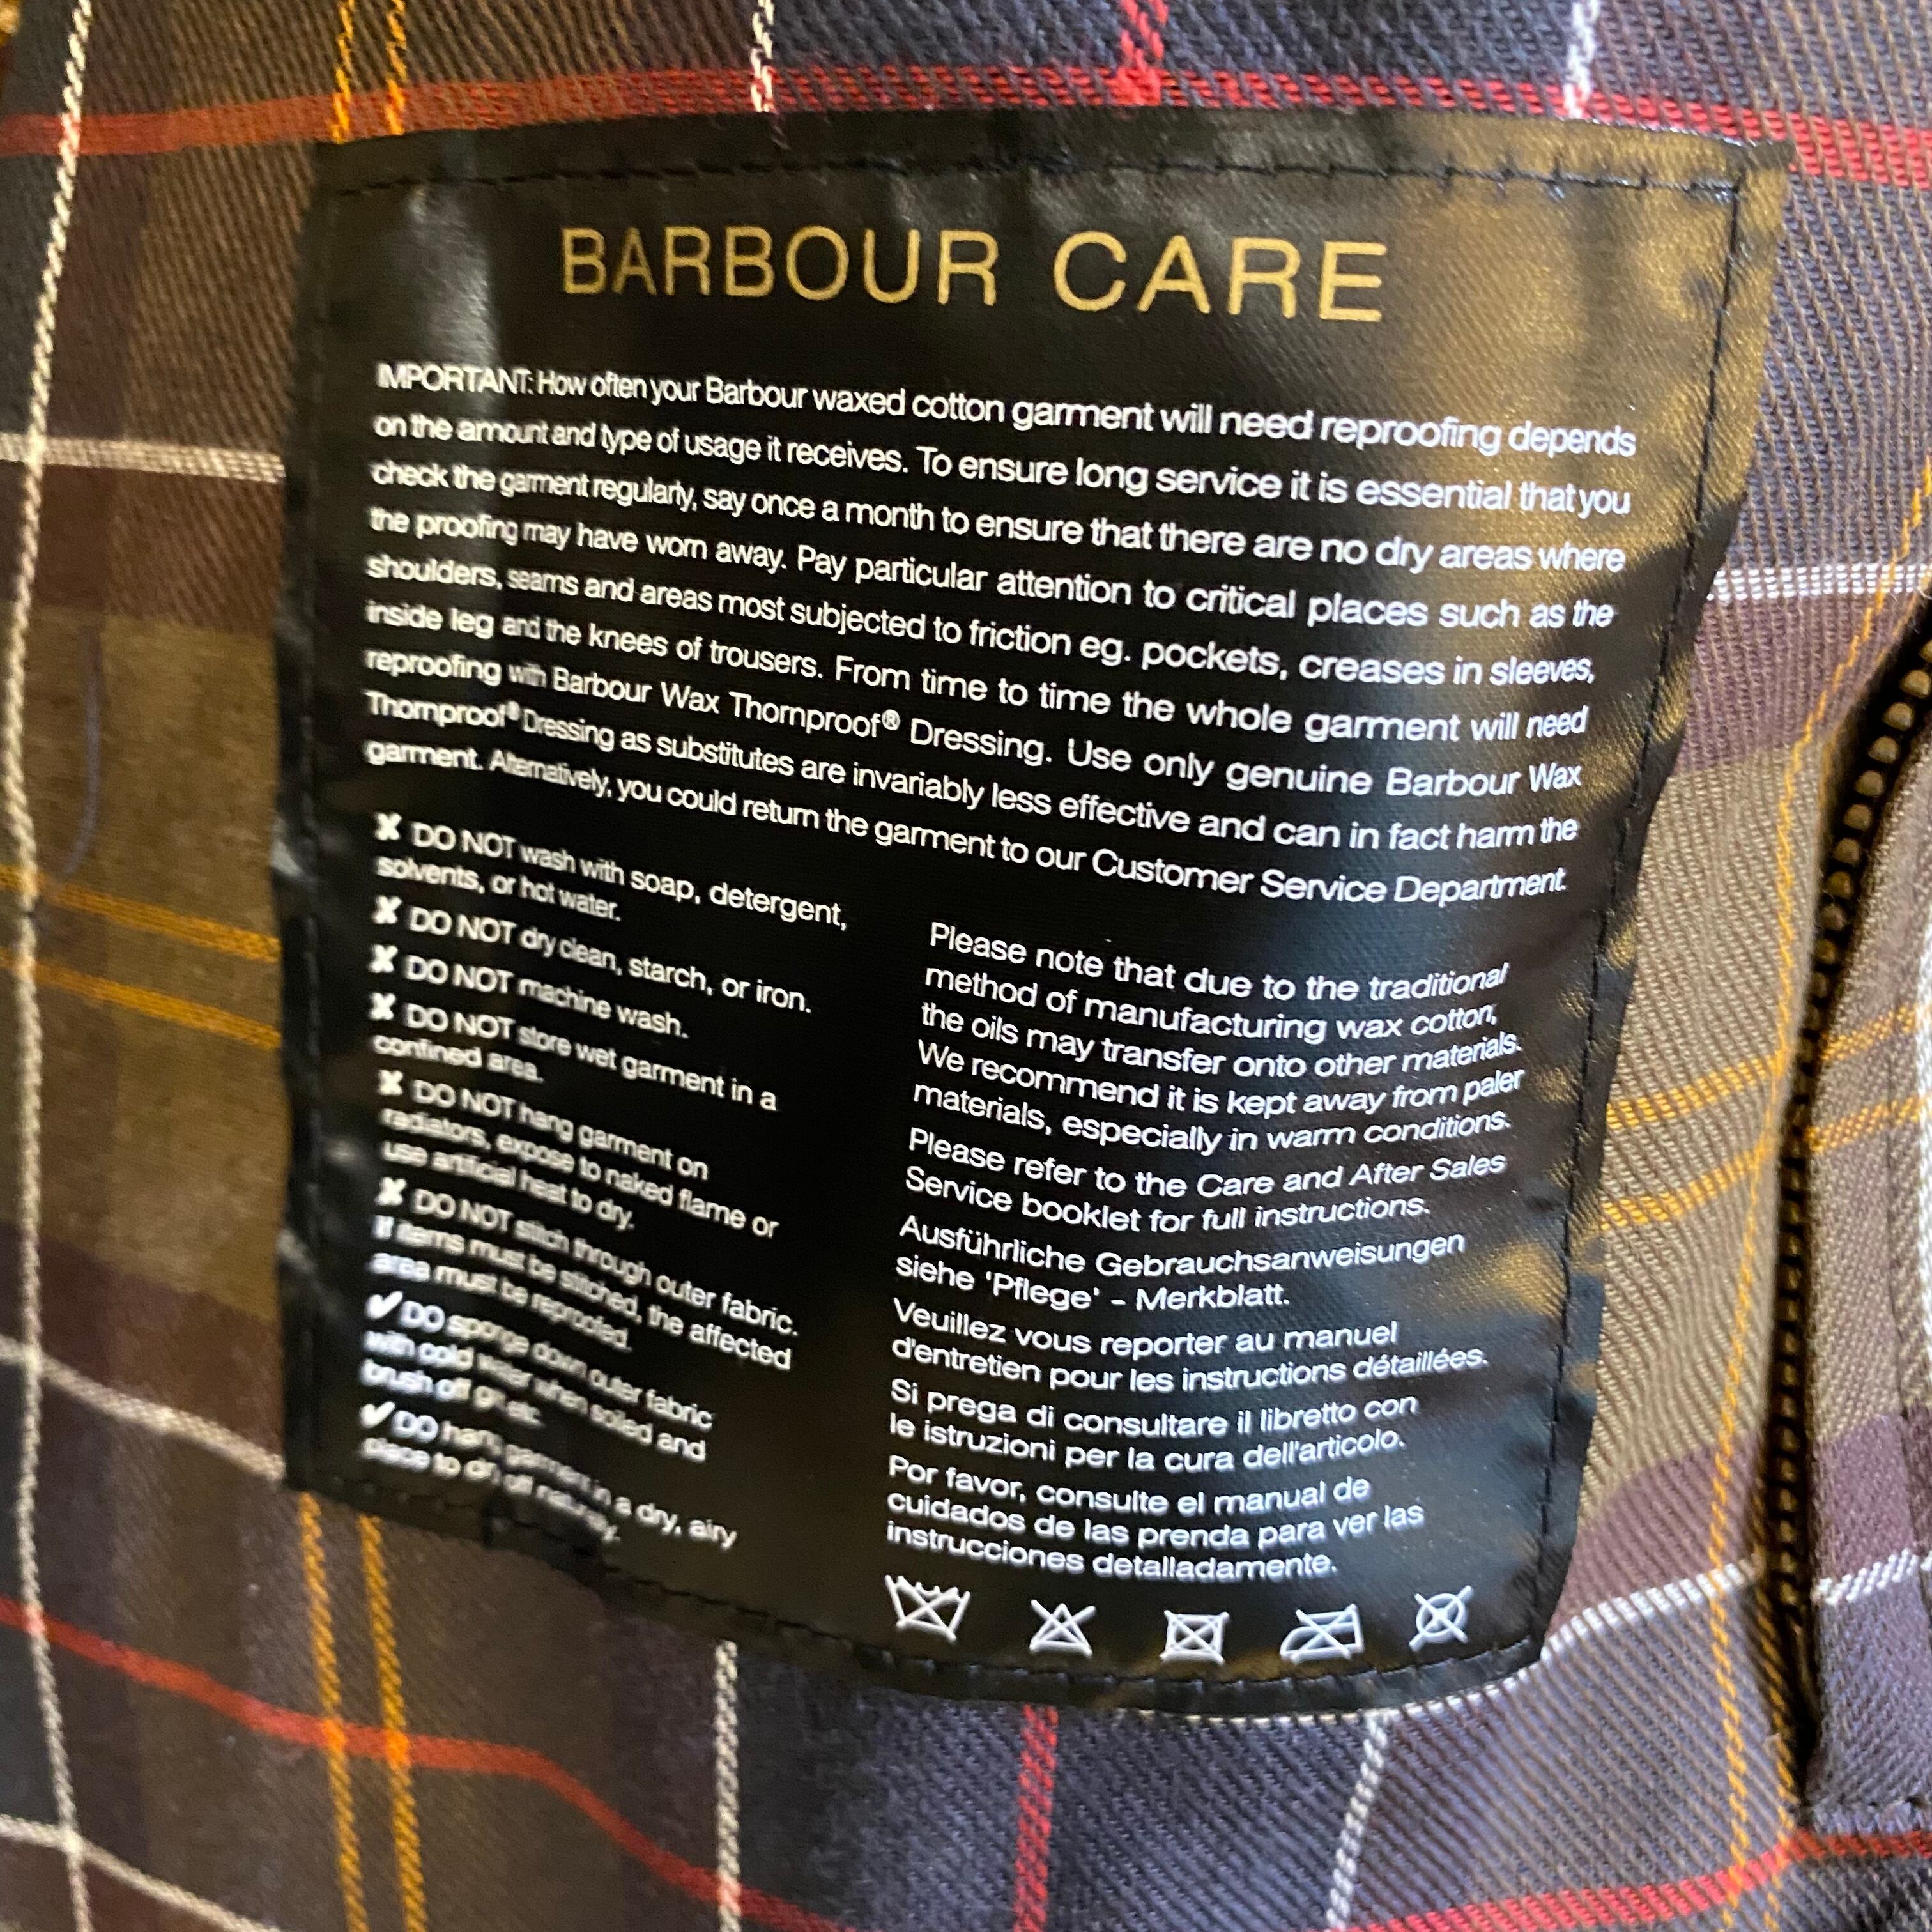 BARBOUR CARE
IMPORTANT: How often your Barbour waxed cotton garment will need reproofing depends
on the amount and type of usage it receives. To ensure long service it is essential that you
check the garment regularly, say once a month to ensure that there are no dry areas where
the proofing may have worn away. Pay particular attention to critical places such as the
shoulders, seams and areas most subjected to friction eg. pockets, creases in sleeves,
inside leg and the knees of trousers. From time to time the whole garment will need
reproofing with Barbour Wax Thornproof® Dressing. Use only genuine Barbour Wax
Thornproof® Dressing as substitutes are invariably less effective and can in fact harm the
garment. Alternatively, you could return the garment to our Customer Service Department.
✘ DO NOT wash with soap, detergent,
solvents, or hot water.
✘ DO NOT dry clean, starch, or iron.
✘ DO NOT machine wash.
✘ DO NOT store wet garment in a
confined area.
✘ DO NOT hang garment on
radiators, expose to naked flame or
use artificial heat to dry.
✘ DO NOT stitch through outer fabric.
If items must be stitched, the affected
area must be reproofed.
✔ DO sponge down outer fabric
with cold water when soiled and
brush off grit etc.
✔ DO hang garment in a dry, airy
place to dry off naturally.
Please note that due to the traditional
method of manufacturing wax cotton,
the oils may transfer onto other materials.
We recommend it is kept away from paler
materials, especially in warm conditions.
Please refer to the Care and After Sales
Service booklet for full instructions.
Ausführliche Gebrauchsanweisungen
siehe 'Pflege' - Merkblatt.
Veuillez vous reporter au manuel
d'entretien pour les instructions détaillées.
Si prega di consultare il libretto con
le istruzioni per la cura dell'articolo.
Por favor, consulte el manual de
cuidados de las prenda para ver las
instrucciones detalladamente.